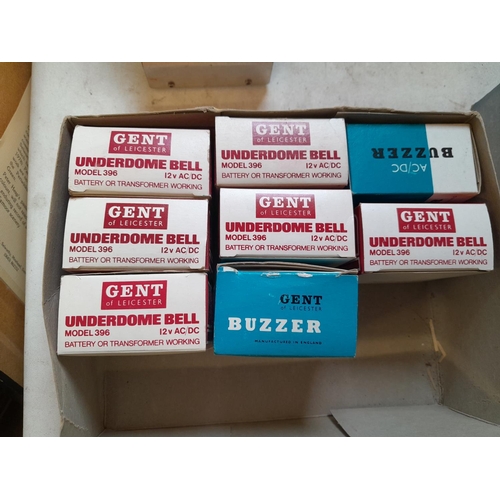 GENT
of LEICESTER
UNDERDOME BELL
MODEL 396 12v AC/DC
BATTERY OR TRANSFORMER WORKING
GENT
of LEICESTER
UNDERDOME BELL
MODEL 396 12v AC/DC
BATTERY OR TRANSFORMER WORKING
AC/DC
BUZZER
GENT
of LEICESTER
UNDERDOME BELL
MODEL 396 12v AC/DC
BATTERY OR TRANSFORMER WORKING
GENT
of LEICESTER
UNDERDOME BELL
MODEL 396 12v AC/DC
BATTERY OR TRANSFORMER WORKING
GENT
of LEICESTER
UNDERDOME BELL
MODEL 396 12v AC/DC
BATTERY OR TRANSFORMER WORKING
GENT
of LEICESTER
UNDERDOME BELL
MODEL 396 12v AC/DC
BATTERY OR TRANSFORMER WORKING
GENT
of LEICESTER
BUZZER
MANUFACTURED IN ENGLAND